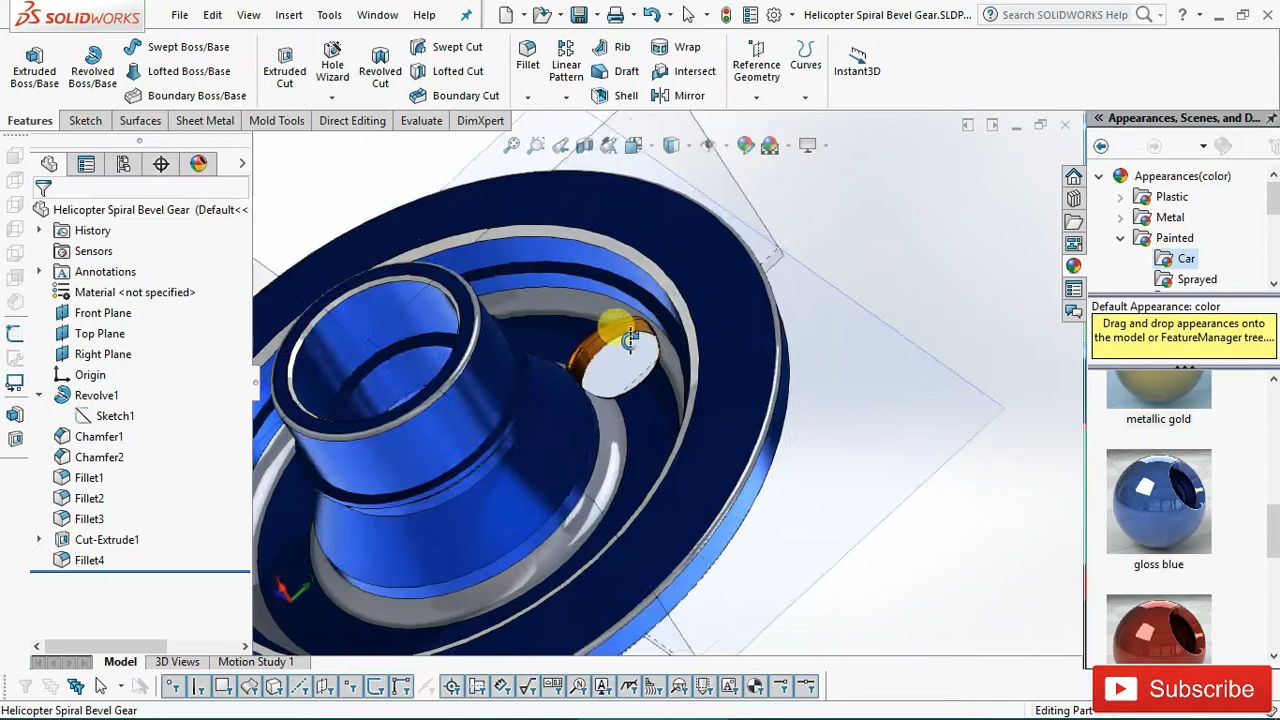 SOLIDWORKS
File
Edit
View
Insert
Tools
Window
Help
Helicopter Spiral Bevel Gear.SLDP...
Search SOLIDWORKS Help
?
Extruded Boss/Base
Revolved Boss/Base
Swept Boss/Base
Lofted Boss/Base
Boundary Boss/Base
Extruded Cut
Hole Wizard
Revolved Cut
Swept Cut
Lofted Cut
Boundary Cut
Fillet
Linear Pattern
Rib
Draft
Shell
Wrap
Intersect
Mirror
Reference Geometry
Curves
Instant3D
Features
Sketch
Surfaces
Sheet Metal
Mold Tools
Direct Editing
Evaluate
DimXpert
Helicopter Spiral Bevel Gear (Default<<
History
Sensors
Annotations
Material <not specified>
Front Plane
Top Plane
Right Plane
Origin
Revolve1
Sketch1
Chamfer1
Chamfer2
Fillet1
Fillet2
Fillet3
Cut-Extrude1
Fillet4
Appearances, Scenes, and D...
Appearances(color)
Plastic
Metal
Painted
Car
Sprayed
Default Appearance: color
Drag and drop appearances onto
the model or FeatureManager tree....
metallic gold
gloss blue
Model
3D Views
Motion Study 1
Subscribe
Helicopter Spiral Bevel Gear
Editing Part